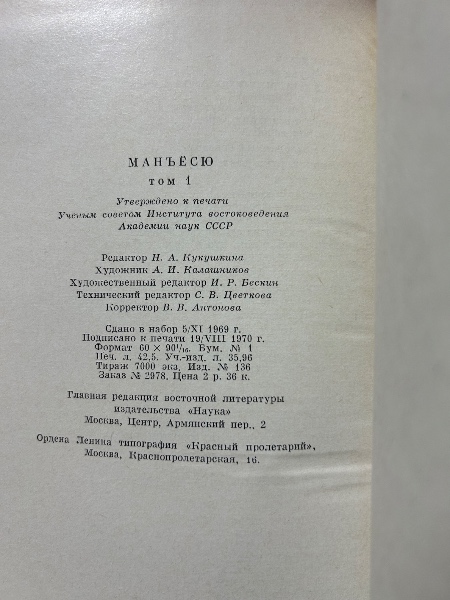 МАНЪЁСЮ
том 1
Утверждено к печати
Ученым советом Института востоковедения
Академии наук СССР
Редактор Н. А. Кукушкина
Художник А. И. Калашников
Художественный редактор И. Р. Бескин
Технический редактор С. В. Цветкова
Корректор В. В. Антонова
Сдано в набор 5/XI 1969 г.
Подписано к печати 19/VIII 1970 г.
Формат 60 × 90¹/₁₆. Бум. № 1
Печ. л. 42,5. Уч.-изд. л. 35,96
Тираж 7000 экз. Изд. № 136
Заказ № 2978. Цена 2 р. 36 к.
Главная редакция восточной литературы
издательства «Наука»
Москва, Центр, Армянский пер., 2
Ордена Ленина типография «Красный пролетарий»,
Москва, Краснопролетарская, 16.